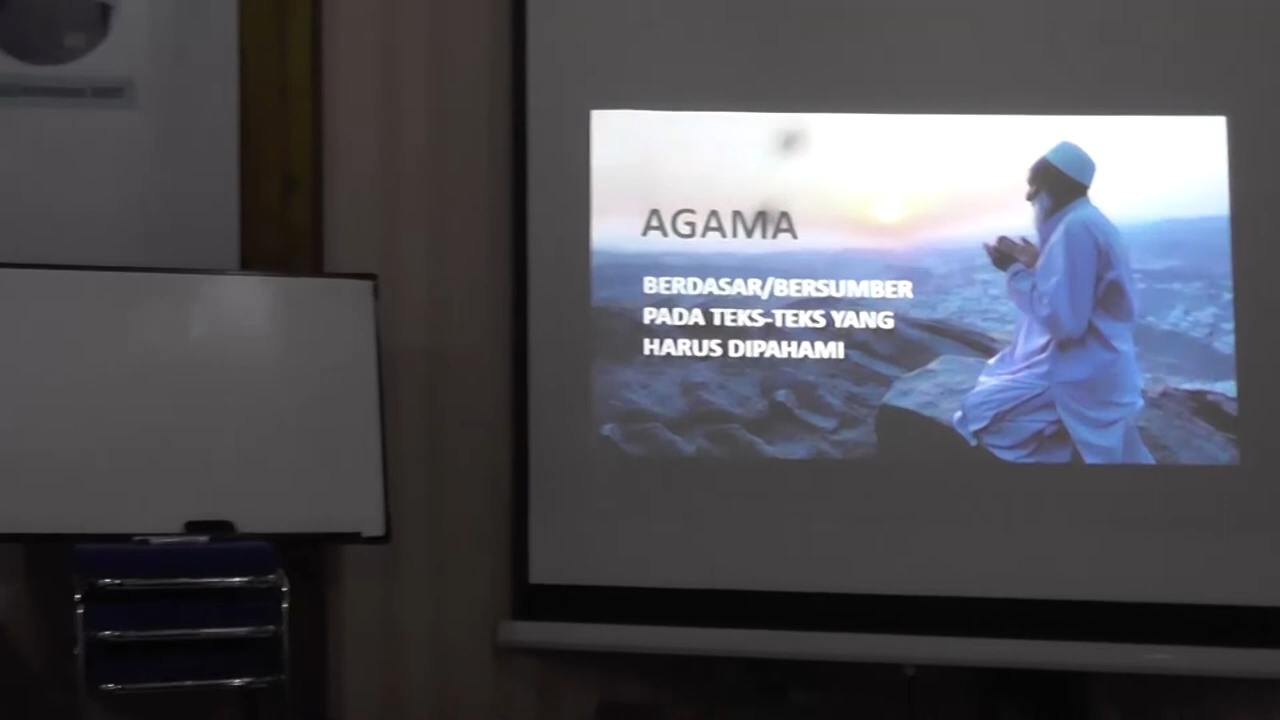 AGAMA
BERDASAR/BERSUMBER
PADA TEKS-TEKS YANG
HARUS DIPAHAMI